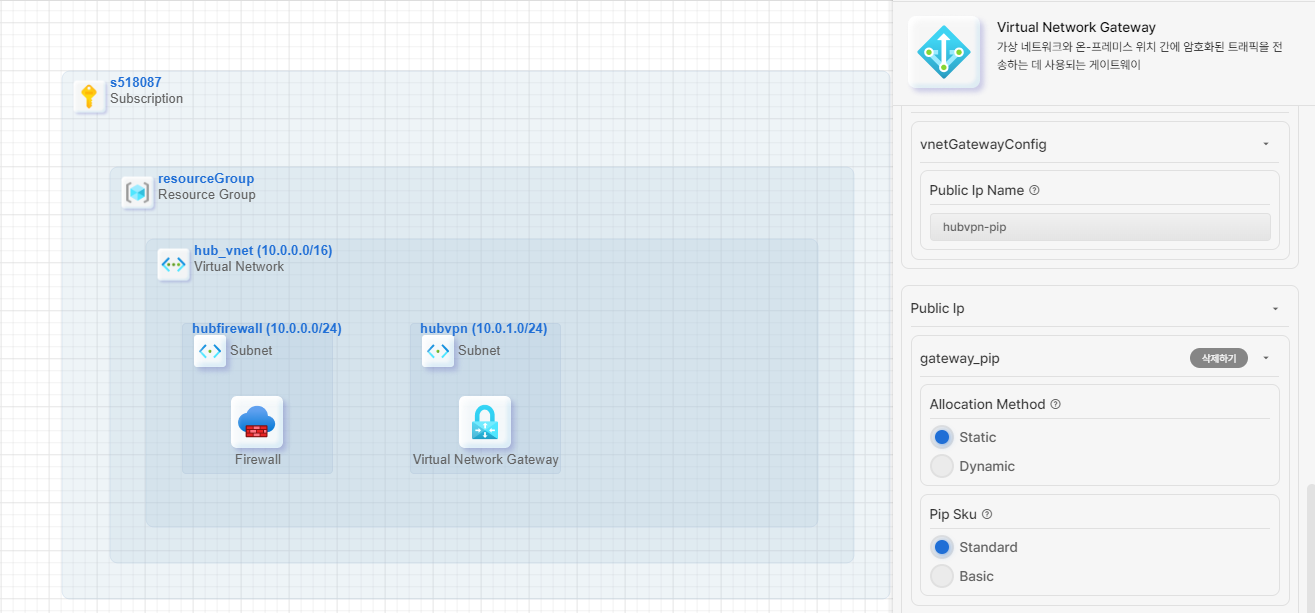 s518087
Subscription
resourceGroup
Resource Group
hub_vnet (10.0.0.0/16)
Virtual Network
hubfirewall (10.0.0.0/24)
Subnet
Firewall
hubvpn (10.0.1.0/24)
Subnet
Virtual Network Gateway
Virtual Network Gateway
가상 네트워크와 온-프레미스 위치 간에 암호화된 트래픽을 전
송하는 데 사용되는 게이트웨이
vnetGatewayConfig
Public Ip Name
hubvpn-pip
Public Ip
gateway_pip 삭제하기
Allocation Method
Static
Dynamic
Pip Sku
Standard
Basic